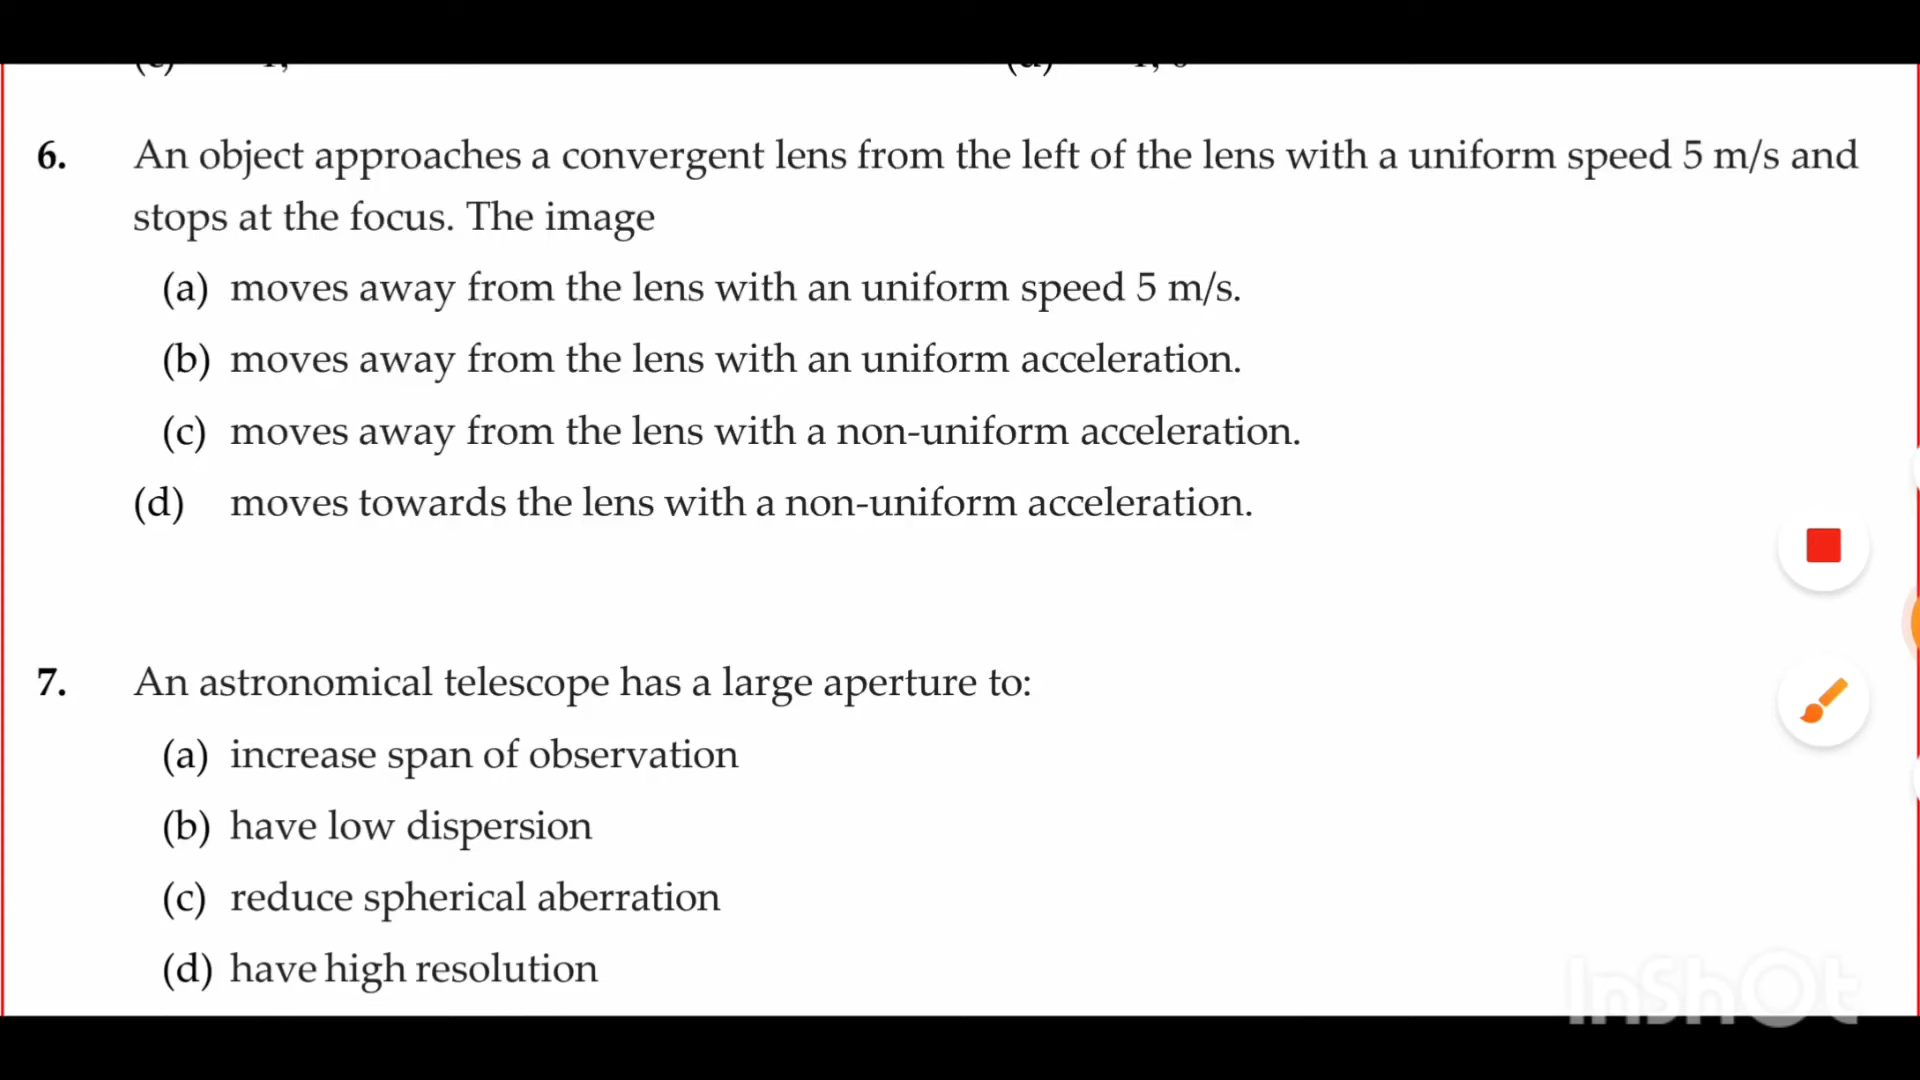 6. An object approaches a convergent lens from the left of the lens with a uniform speed 5 m/s and
stops at the focus. The image
(a) moves away from the lens with an uniform speed 5 m/s.
(b) moves away from the lens with an uniform acceleration.
(c) moves away from the lens with a non-uniform acceleration.
(d) moves towards the lens with a non-uniform acceleration.
7. An astronomical telescope has a large aperture to:
(a) increase span of observation
(b) have low dispersion
(c) reduce spherical aberration
(d) have high resolution
InShOt